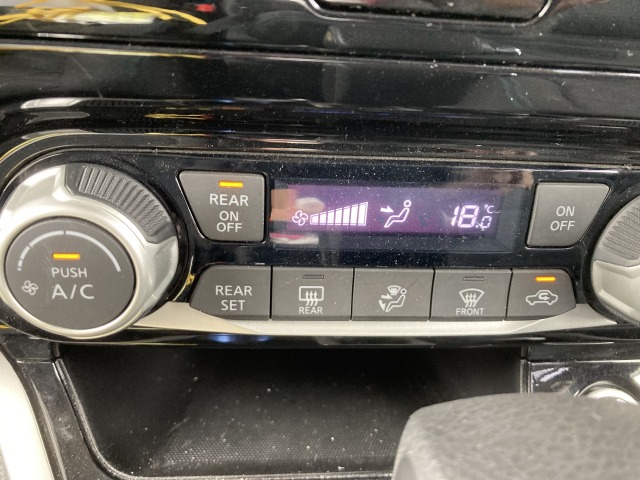 REAR
ON
OFF
18.0
°C
ON
OFF
PUSH
A/C
REAR
SET
REAR
FRONT